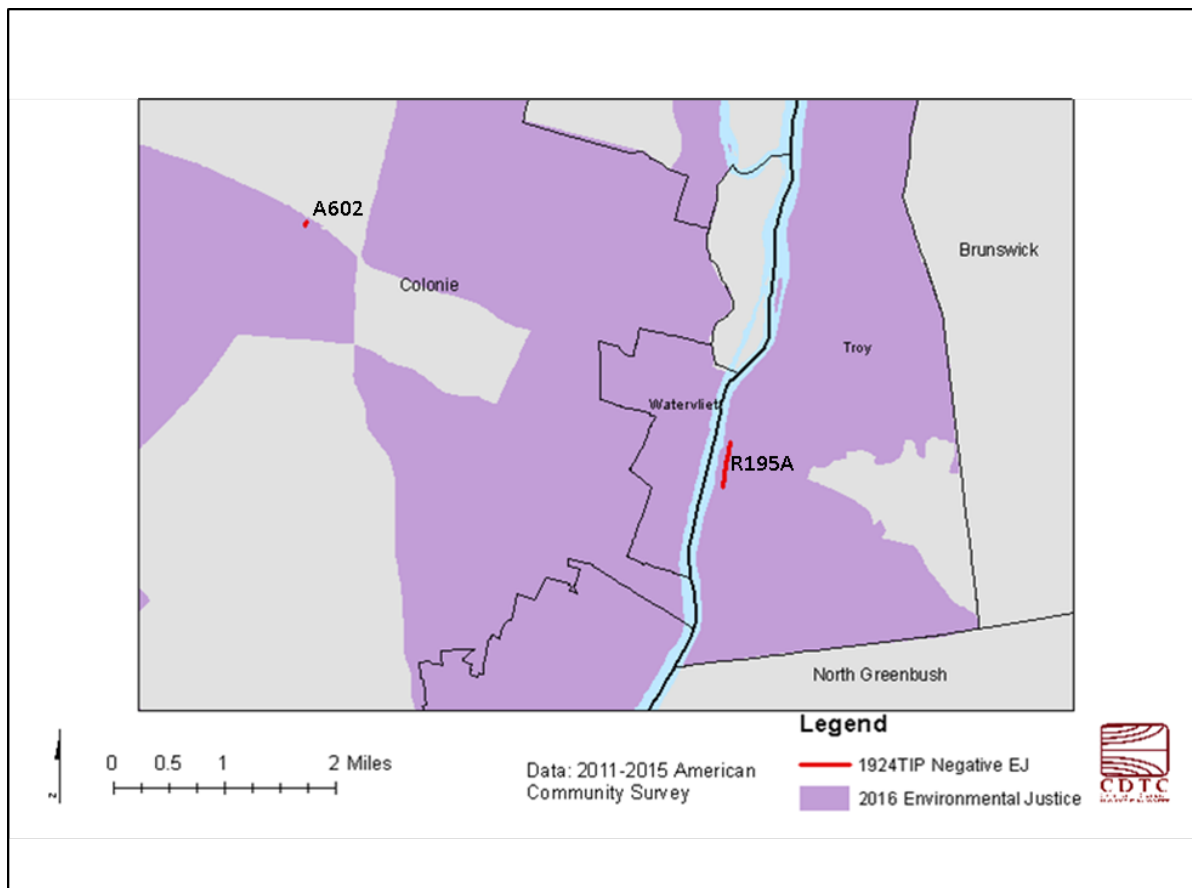 A602
Brunswick
Colonie
Troy
Watervliet
R195A
North Greenbush
Legend
0 0.5 1 2 Miles
Data: 2011-2015 American
Community Survey
1924TIP Negative EJ
2016 Environmental Justice
CDTC